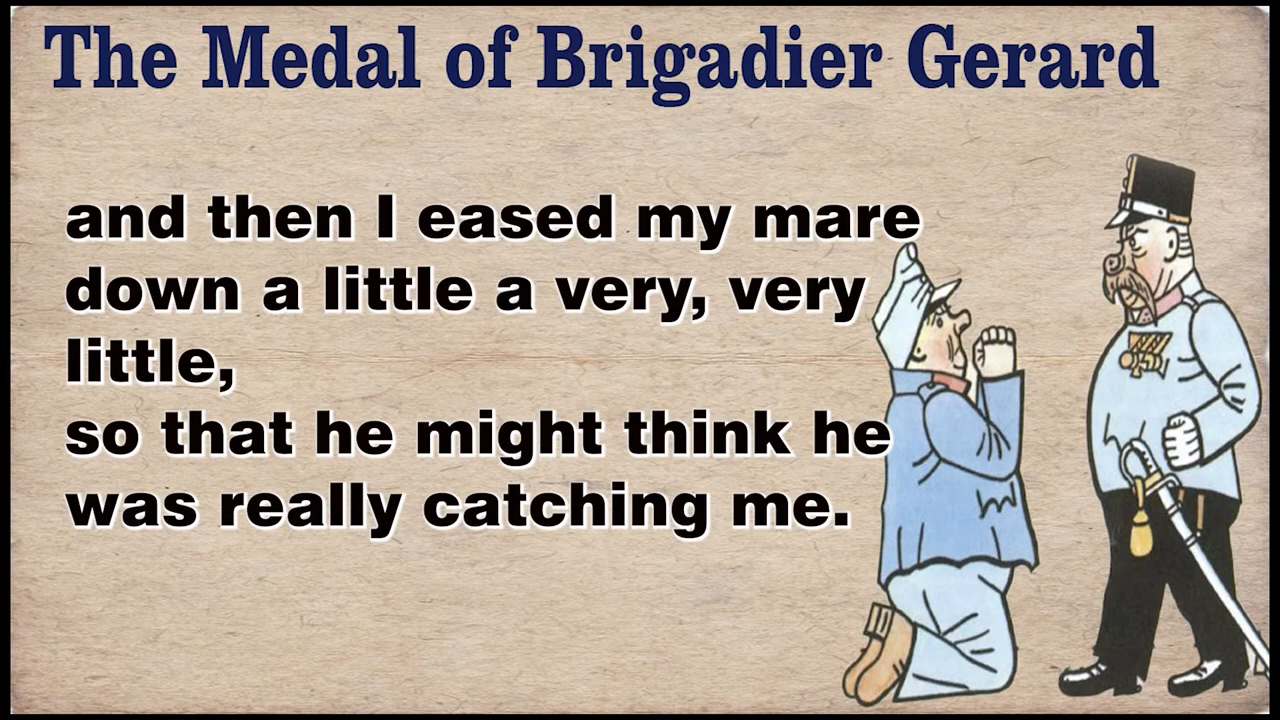 The Medal of Brigadier Gerard
and then I eased my mare
down a little a very, very
little,
so that he might think he
was really catching me.